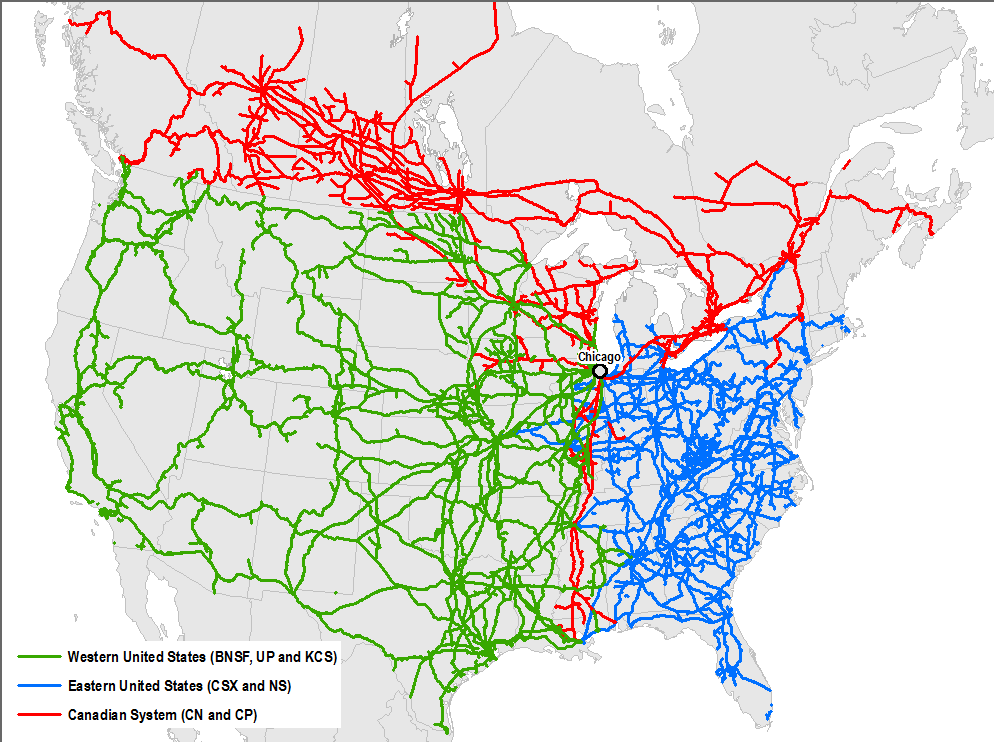 Chicago
Western United States (BNSF, UP and KCS)
Eastern United States (CSX and NS)
Canadian System (CN and CP)